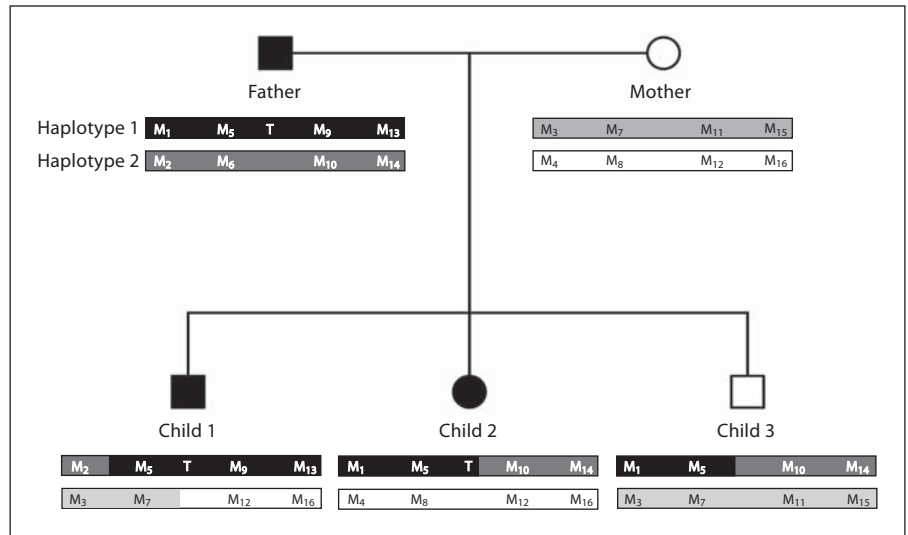 Father Mother
Haplotype 1 M₁ M₅ T M₉ M₁₃ M₃ M₇ M₁₁ M₁₅
Haplotype 2 M₂ M₆ M₁₀ M₁₄ M₄ M₈ M₁₂ M₁₆
Child 1 Child 2 Child 3
M₂ M₅ T M₉ M₁₃ M₁ M₅ T M₁₀ M₁₄ M₁ M₅ M₁₀ M₁₄
M₃ M₇ M₁₂ M₁₆ M₄ M₈ M₁₂ M₁₆ M₃ M₇ M₁₁ M₁₅